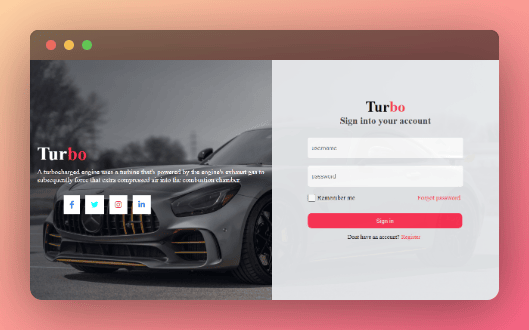 Turbo
A turbocharged engine uses a turbine that's powered by the engine's exhaust gas to
subsequently force that extra compressed air into the combustion chamber.
Turbo
Sign into your account
username
password
Remember me
Forgot password
Sign in
Dont have an account? Register